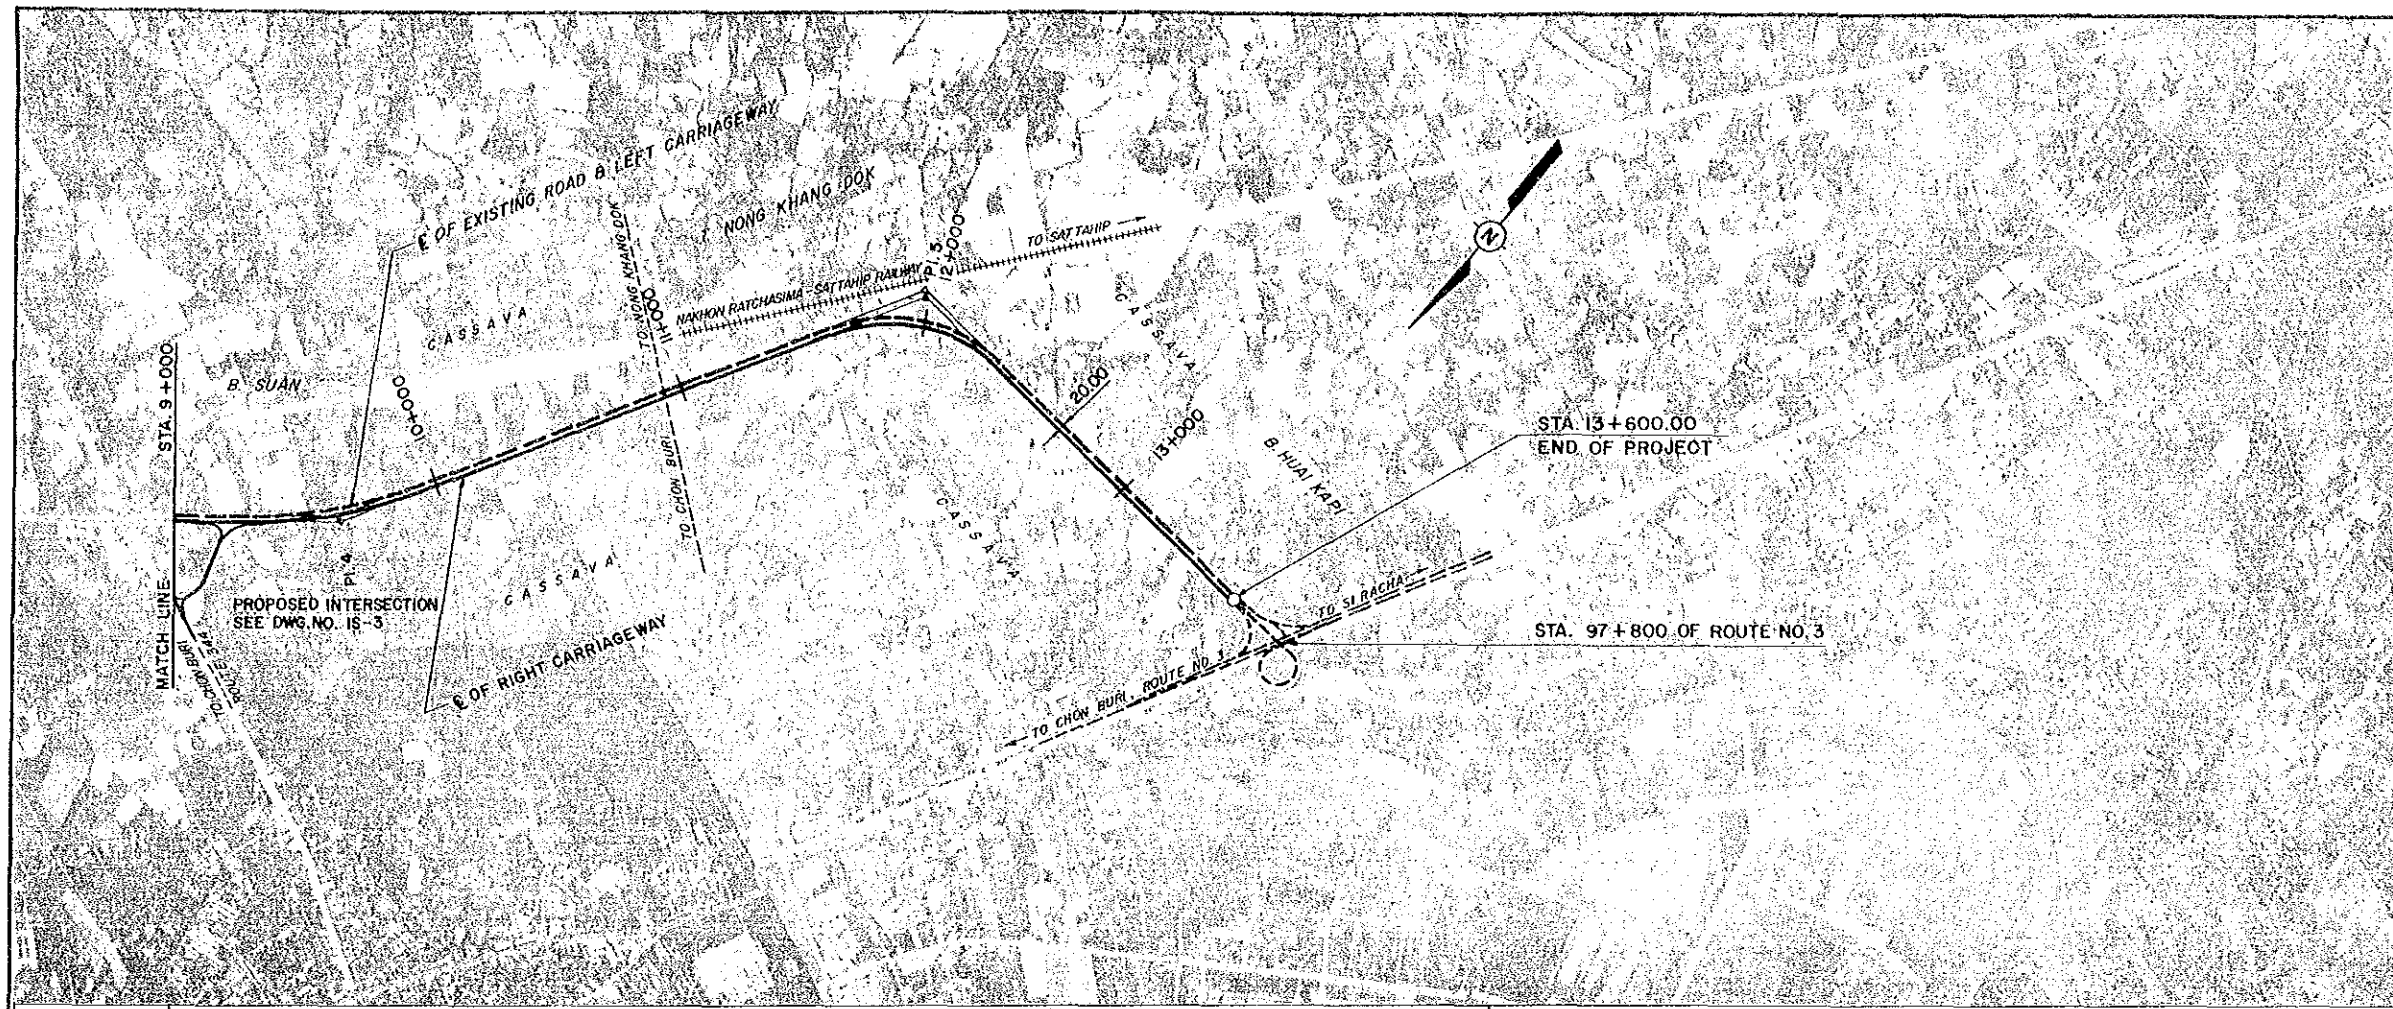 ℄ OF EXISTING ROAD & LEFT CARRIAGEWAY
T. NONG KHANG DOK
TO NONG KHANG DOK
NAKHON RATCHASIMA - SATTAHIP RAILWAY
TO SATTAHIP
PI. 5
12+000
N
CASSAVA
CASSAVA
11+000
STA. 9+000
MATCH LINE
B. SUAN
10+000
20.00
13+000
B. HUAI KAPI
STA. 13+600.00
END OF PROJECT
TO CHON BURI
CASSAVA
CASSAVA
PI. 4
PROPOSED INTERSECTION
SEE DWG. NO. IS-3
TO CHON BURI
ROUTE 344
℄ OF RIGHT CARRIAGEWAY
TO SI RACHA
STA. 97+800 OF ROUTE NO. 3
TO CHON BURI, ROUTE NO. 3